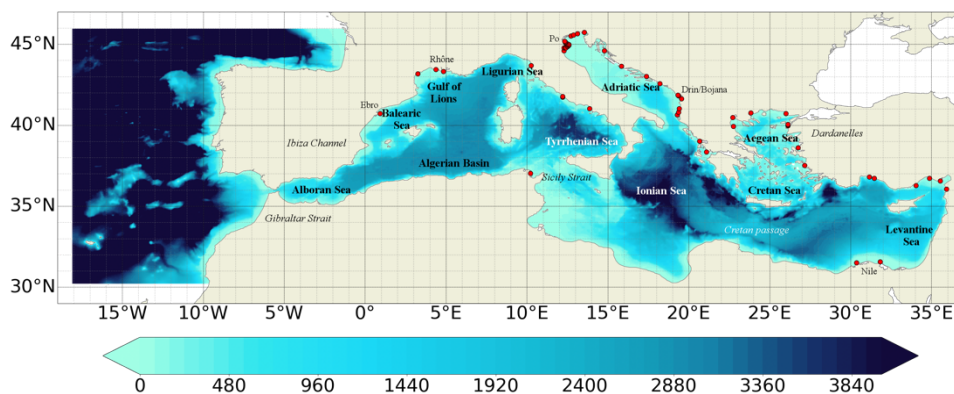 45°N
40°N
35°N
30°N
Po
Rhône
Ligurian Sea
Gulf of
Lions
Adriatic Sea
Drin/Bojana
Ebro
Balearic
Sea
Ibiza Channel
Tyrrhenian Sea
Aegean Sea
Dardanelles
Algerian Basin
Sicily Strait
Alboran Sea
Ionian Sea
Cretan Sea
Gibraltar Strait
Cretan passage
Levantine
Sea
Nile
15°W 10°W 5°W 0°E 5°E 10°E 15°E 20°E 25°E 30°E 35°E
0 480 960 1440 1920 2400 2880 3360 3840